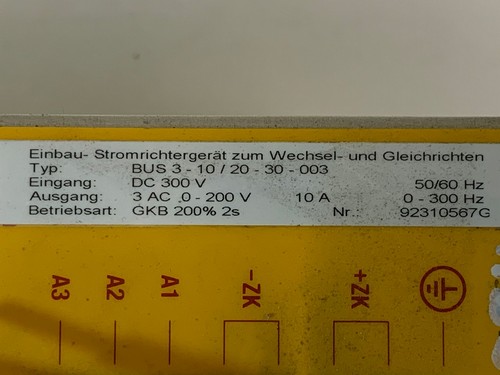 Einbau- Stromrichtergerät zum Wechsel- und Gleichrichten
Typ: BUS 3 - 10 / 20 - 30 - 003
Eingang: DC 300 V 50/60 Hz
Ausgang: 3 AC 0 - 200 V 10 A 0 - 300 Hz
Betriebsart: GKB 200% 2s Nr.: 92310567G
A3 A2 A1 -ZK +ZK